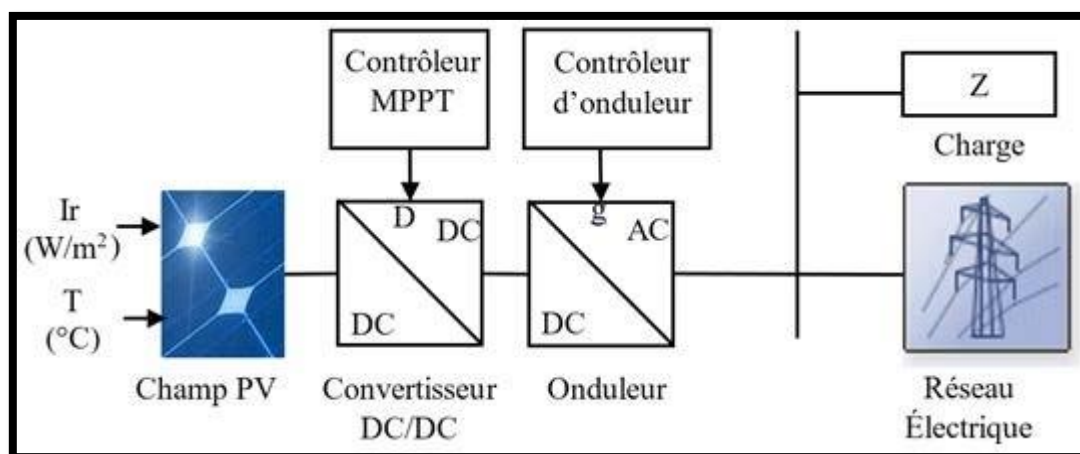 Contrôleur
MPPT
Contrôleur
d'onduleur
Z
Charge
Ir
(W/m²)
T
(°C)
D
DC
DC
g
AC
DC
Champ PV
Convertisseur
DC/DC
Onduleur
Réseau
Électrique